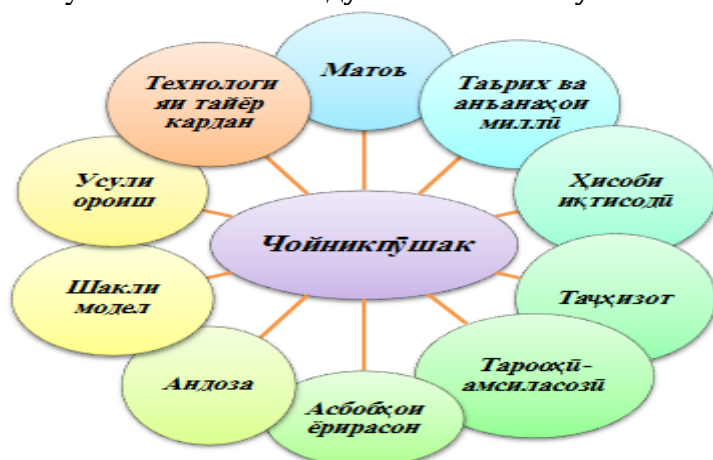 Матоъ
Таърих ва
анъанаҳои
миллӣ
Ҳисоби
иқтисодӣ
Таҷҳизот
Тарроҳӣ-
амсиласозӣ
Асбобҳои
ёрирасон
Андоза
Шакли
модел
Усули
ороиш
Технологи
яи тайёр
кардан
Чойникпӯшак